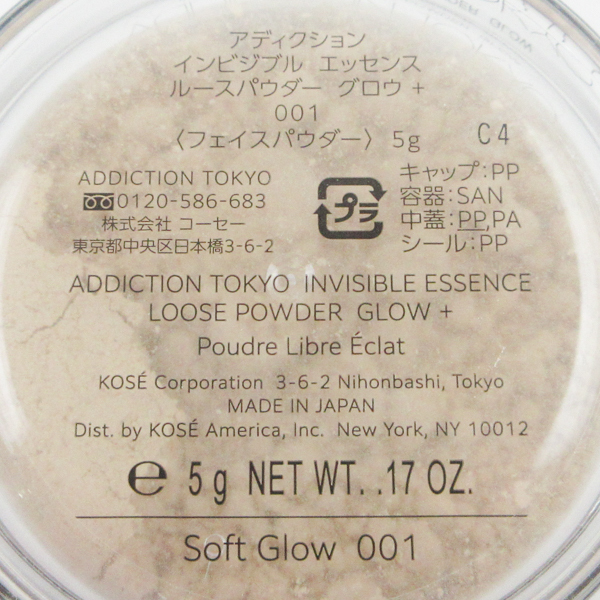 アディクション
インビジブル エッセンス
ルースパウダー グロウ +
001
〈フェイスパウダー〉 5g C4
ADDICTION TOKYO
0120-586-683
株式会社 コーセー
東京都中央区日本橋3-6-2
プラ
キャップ:PP
容器:SAN
中蓋:PP,PA
シール:PP
ADDICTION TOKYO INVISIBLE ESSENCE
LOOSE POWDER GLOW +
Poudre Libre Éclat
KOSÉ Corporation 3-6-2 Nihonbashi, Tokyo
MADE IN JAPAN
Dist. by KOSÉ America, Inc. New York, NY 10012
℮ 5 g NET WT. .17 OZ.
Soft Glow 001